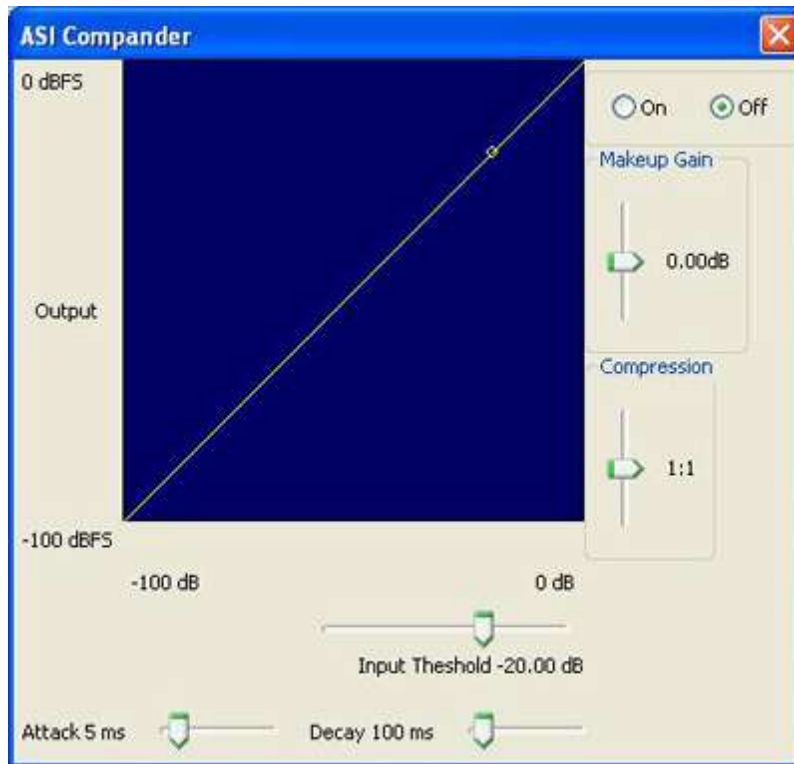 ASI Compander
0 dBFS
On
Off
Makeup Gain
0.00dB
Output
Compression
1:1
-100 dBFS
-100 dB
0 dB
Input Theshold -20.00 dB
Attack 5 ms
Decay 100 ms